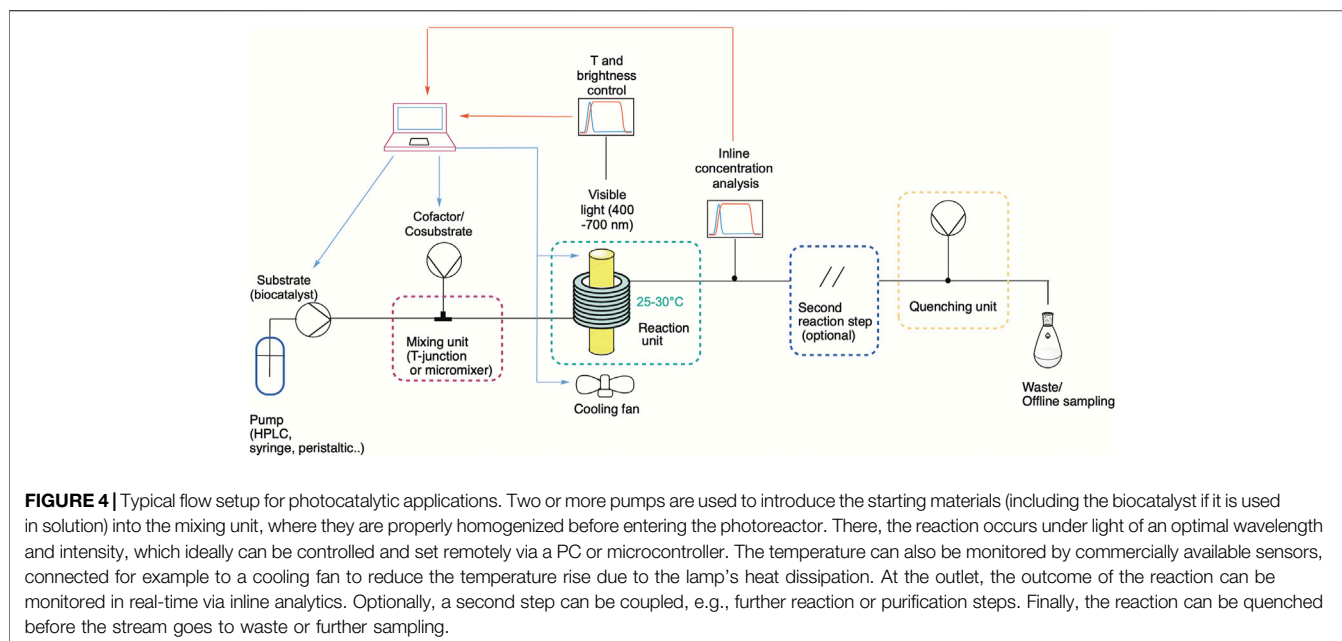 T and
brightness
control
Inline
concentration
analysis
Visible
light (400
-700 nm)
Cofactor/
Cosubstrate
Substrate
(biocatalyst)
25-30°C
Reaction
unit
Mixing unit
(T-junction
or micromixer)
Second
reaction step
(optional)
Quenching unit
Cooling fan
Waste/
Offline sampling
Pump
(HPLC,
syringe, peristaltic..)
FIGURE 4 | Typical flow setup for photocatalytic applications. Two or more pumps are used to introduce the starting materials (including the biocatalyst if it is used
in solution) into the mixing unit, where they are properly homogenized before entering the photoreactor. There, the reaction occurs under light of an optimal wavelength
and intensity, which ideally can be controlled and set remotely via a PC or microcontroller. The temperature can also be monitored by commercially available sensors,
connected for example to a cooling fan to reduce the temperature rise due to the lamp’s heat dissipation. At the outlet, the outcome of the reaction can be
monitored in real-time via inline analytics. Optionally, a second step can be coupled, e.g., further reaction or purification steps. Finally, the reaction can be quenched
before the stream goes to waste or further sampling.